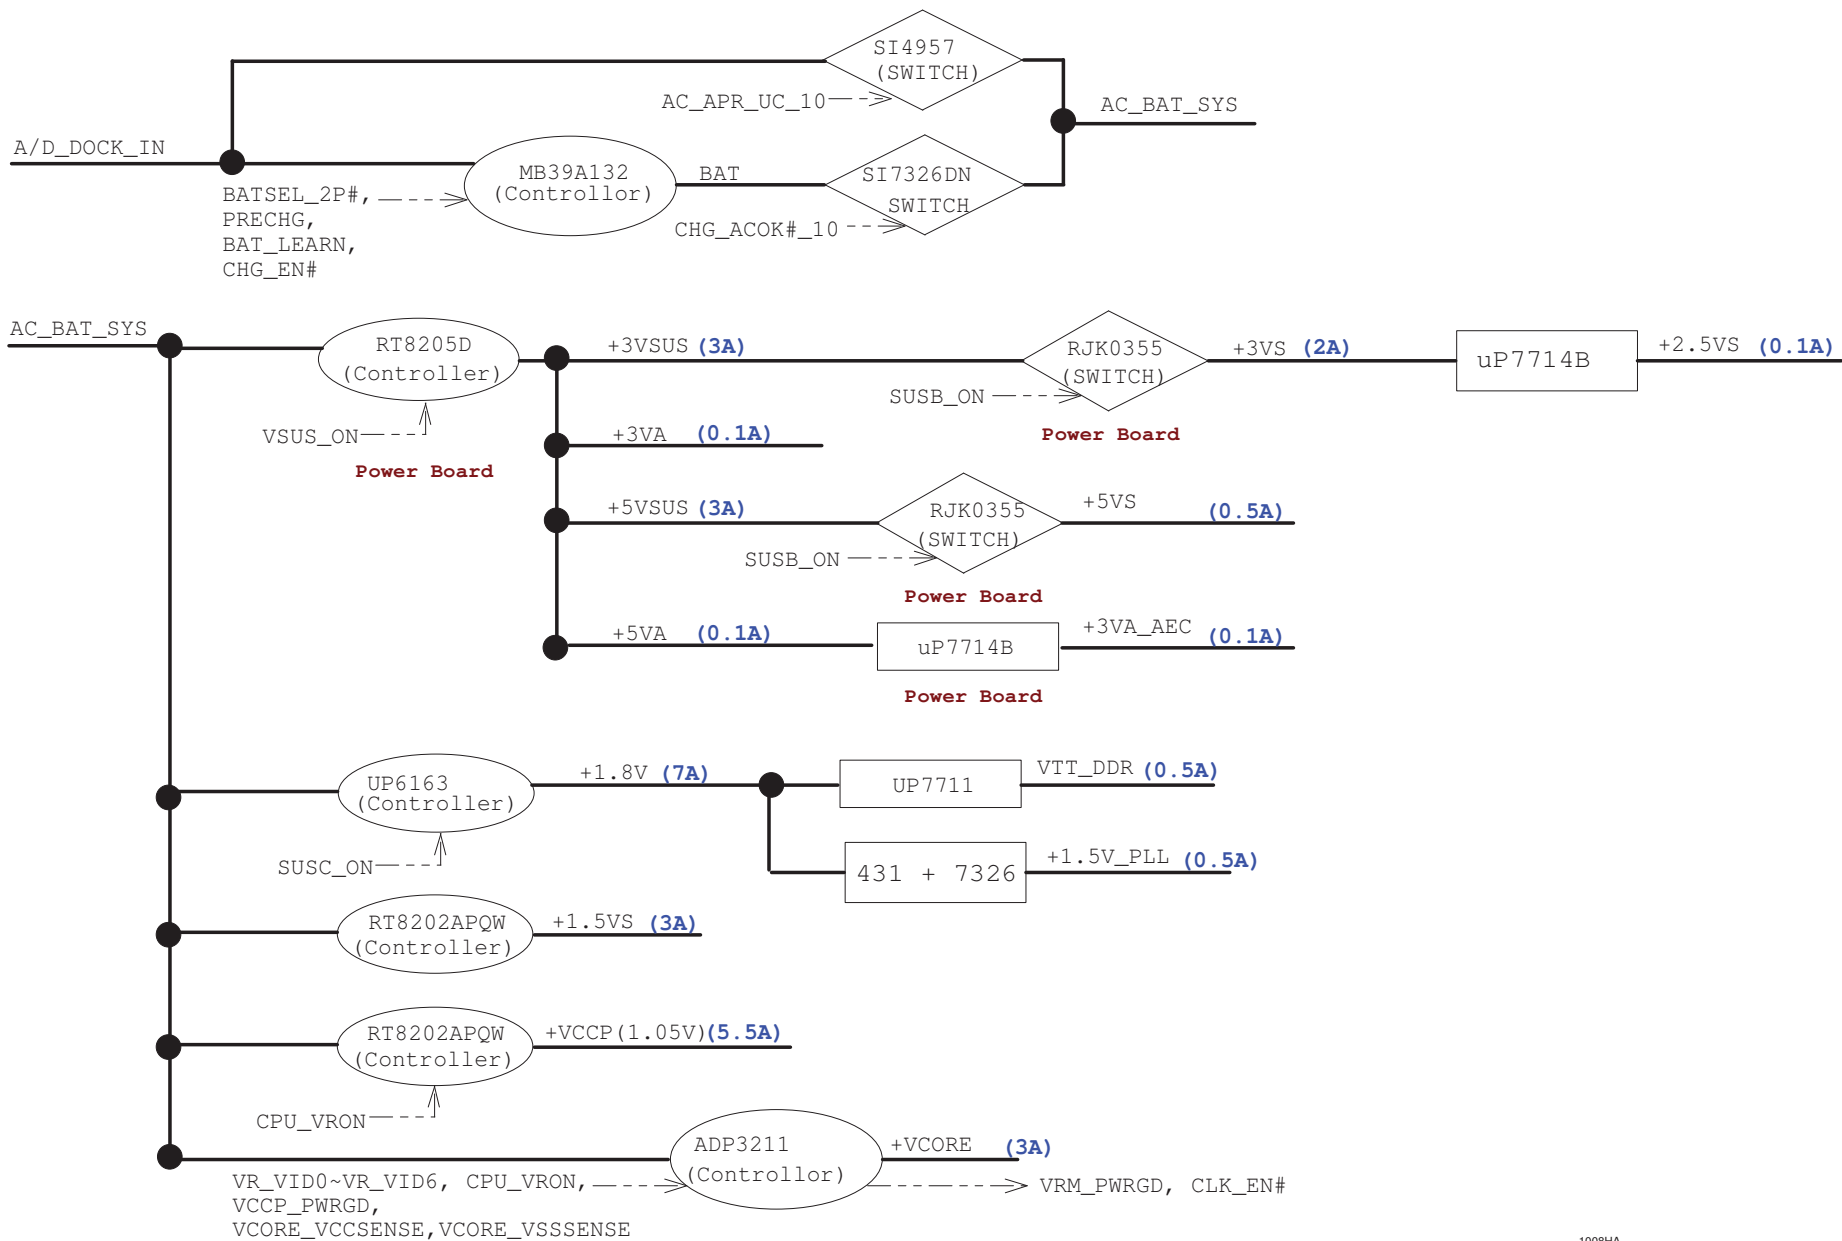 SI4957
(SWITCH)
AC_APR_UC_10
AC_BAT_SYS
A/D_DOCK_IN
MB39A132
(Controllor)
BAT
SI7326DN
SWITCH
BATSEL_2P#,
PRECHG,
BAT_LEARN,
CHG_EN#
CHG_ACOK#_10
AC_BAT_SYS
RT8205D
(Controller)
+3VSUS (3A)
RJK0355
(SWITCH)
+3VS (2A)
uP7714B
+2.5VS (0.1A)
SUSB_ON
VSUS_ON
Power Board
Power Board
+3VA (0.1A)
+5VSUS (3A)
RJK0355
(SWITCH)
+5VS (0.5A)
SUSB_ON
Power Board
+5VA (0.1A)
uP7714B
+3VA_AEC (0.1A)
Power Board
UP6163
(Controller)
+1.8V (7A)
UP7711
VTT_DDR (0.5A)
SUSC_ON
431 + 7326
+1.5V_PLL (0.5A)
RT8202APQW
(Controller)
+1.5VS (3A)
RT8202APQW
(Controller)
+VCCP(1.05V)(5.5A)
CPU_VRON
ADP3211
(Controllor)
+VCORE (3A)
VR_VID0~VR_VID6, CPU_VRON,
VCCP_PWRGD,
VCORE_VCCSENSE,VCORE_VSSSENSE
VRM_PWRGD, CLK_EN#